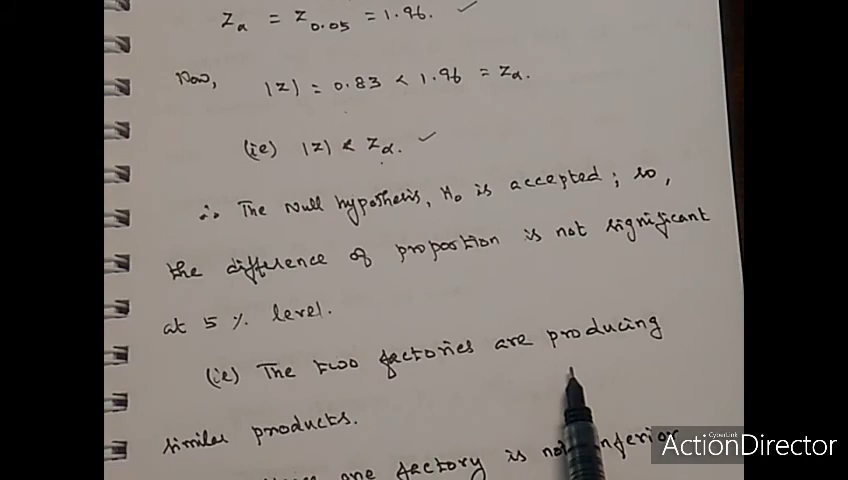 Zα = Z0.05 = 1.96. ✓
Now, |Z| = 0.83 < 1.96 = Zα.
(ie) |Z| < Zα. ✓
∴ The Null hypothesis, H0 is accepted; so,
the difference of proportion is not significant
at 5 % level.
(ie) The two factories are producing
similar products.
one factory is not inferior
CyberLink
ActionDirector